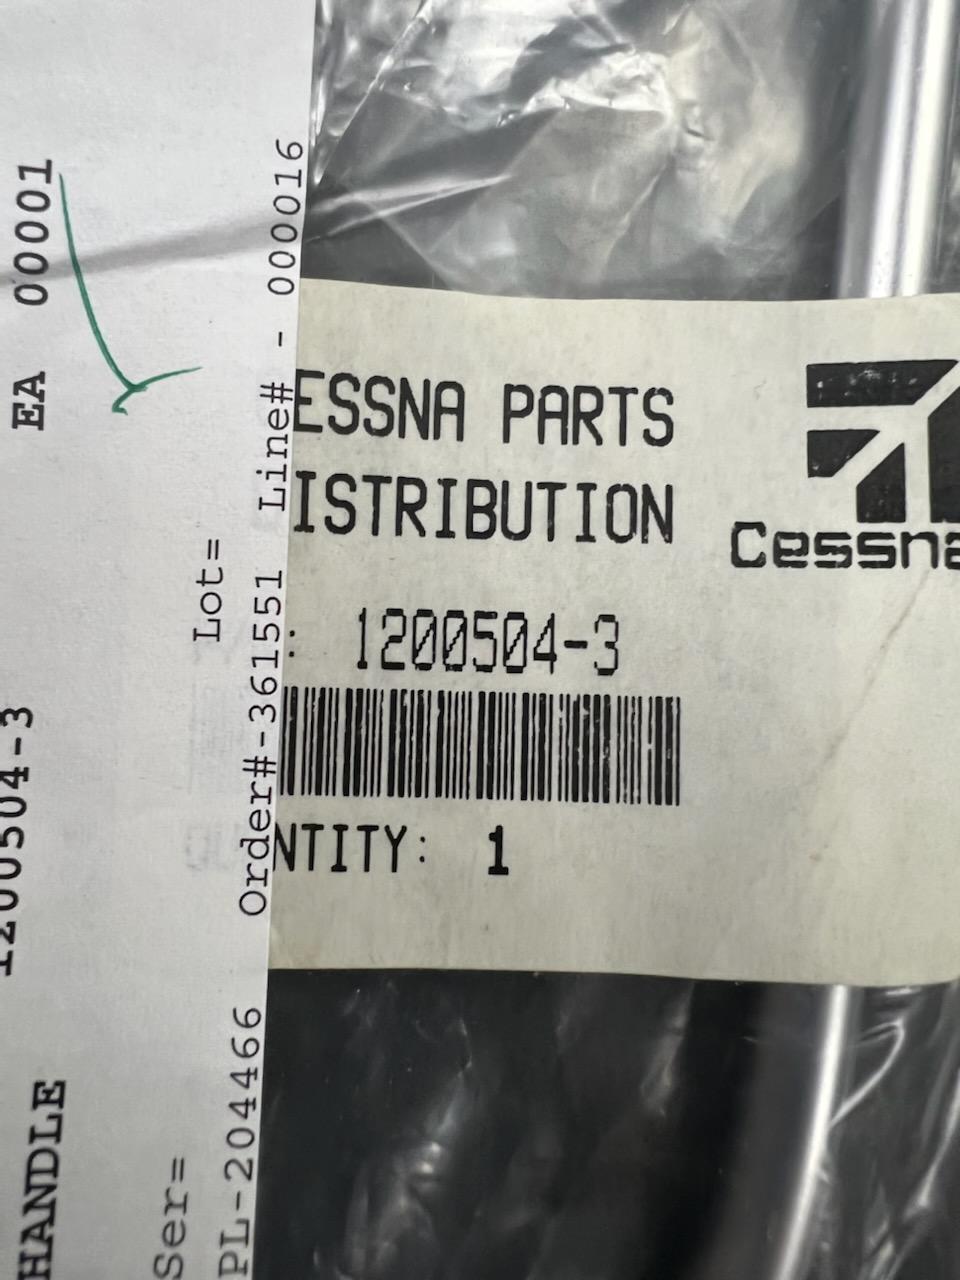 HANDLE
1200504-3
EA 00001
Ser=
Lot=
PL-204466 Order#-361551 Line# - 000016
ESSNA PARTS
ISTRIBUTION
: 1200504-3
NTITY: 1
Cessna